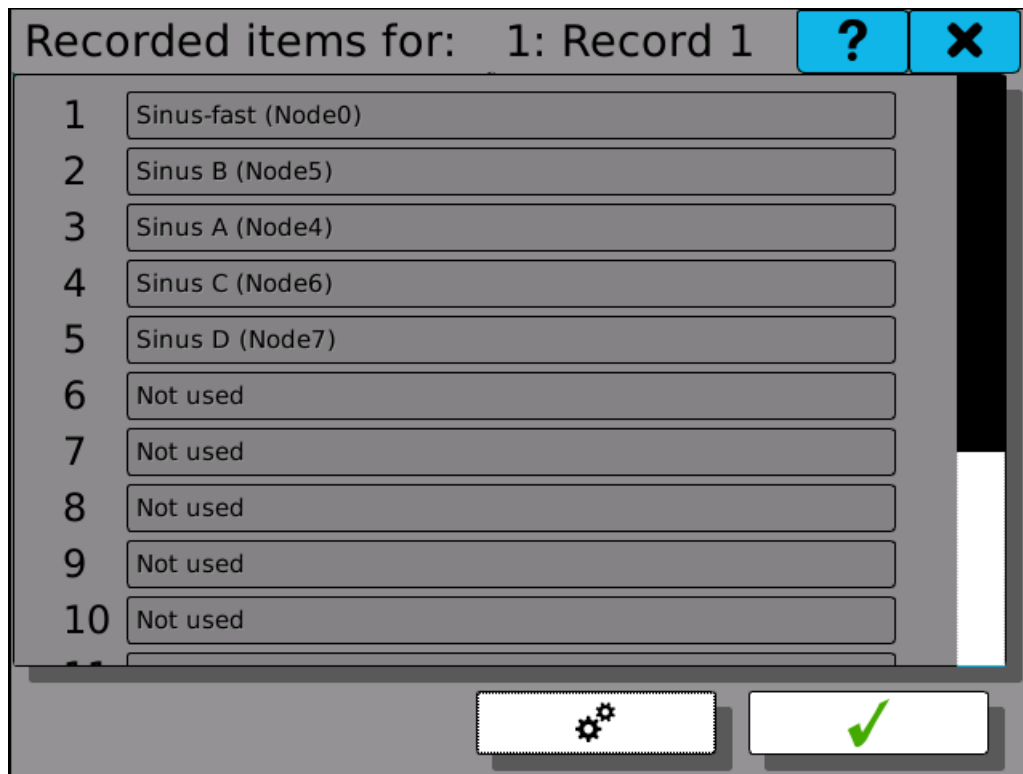 Recorded items for: 1: Record 1 ?
1 Sinus-fast (Node0)
2 Sinus B (Node5)
3 Sinus A (Node4)
4 Sinus C (Node6)
5 Sinus D (Node7)
6 Not used
7 Not used
8 Not used
9 Not used
10 Not used